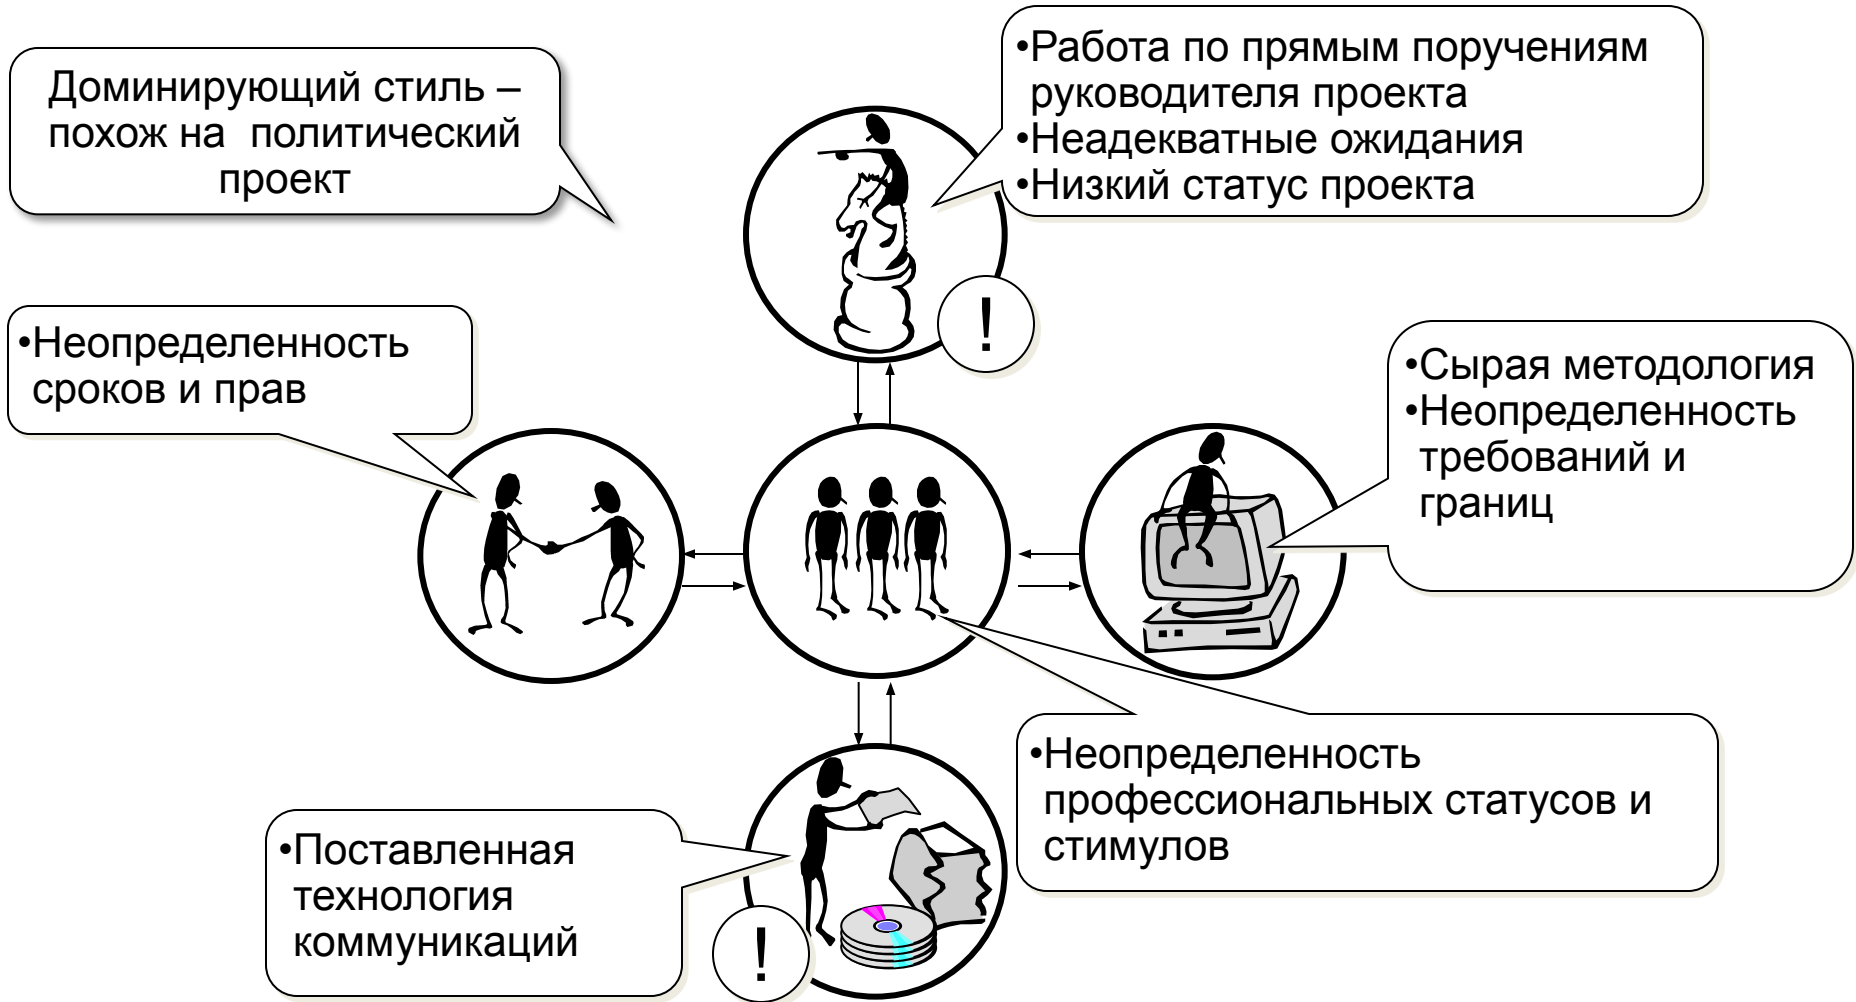 Доминирующий стиль –
похож на политический
проект
•Работа по прямым поручениям
руководителя проекта
•Неадекватные ожидания
•Низкий статус проекта
!
•Неопределенность
сроков и прав
•Сырая методология
•Неопределенность
требований и
границ
•Неопределенность
профессиональных статусов и
стимулов
•Поставленная
технология
коммуникаций
!